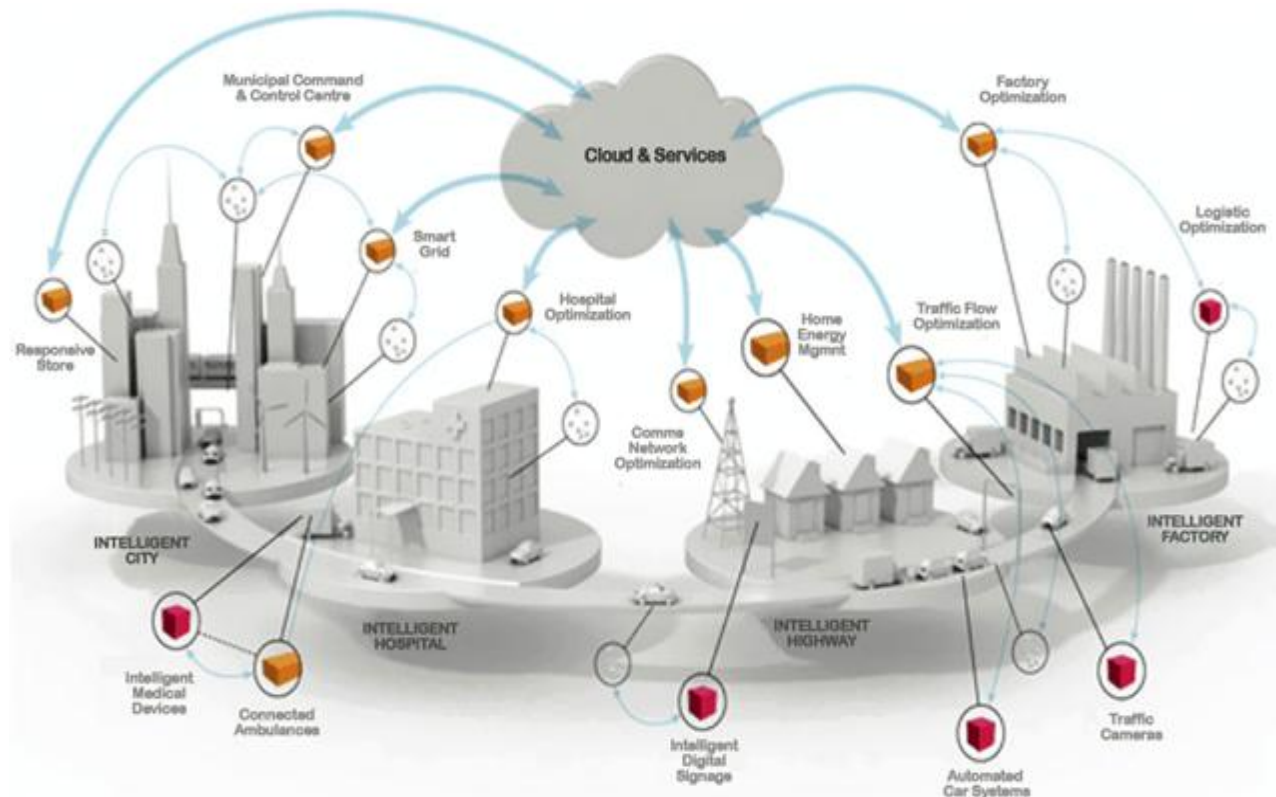 Municipal Command
& Control Centre
Factory
Optimization
Cloud & Services
Smart
Grid
Logistic
Optimization
Responsive
Store
Hospital
Optimization
Home
Energy
Mgmnt
Traffic Flow
Optimization
Comms
Network
Optimization
INTELLIGENT
CITY
INTELLIGENT
HOSPITAL
INTELLIGENT
HIGHWAY
INTELLIGENT
FACTORY
Intelligent
Medical
Devices
Connected
Ambulances
Intelligent
Digital
Signage
Automated
Car Systems
Traffic
Cameras